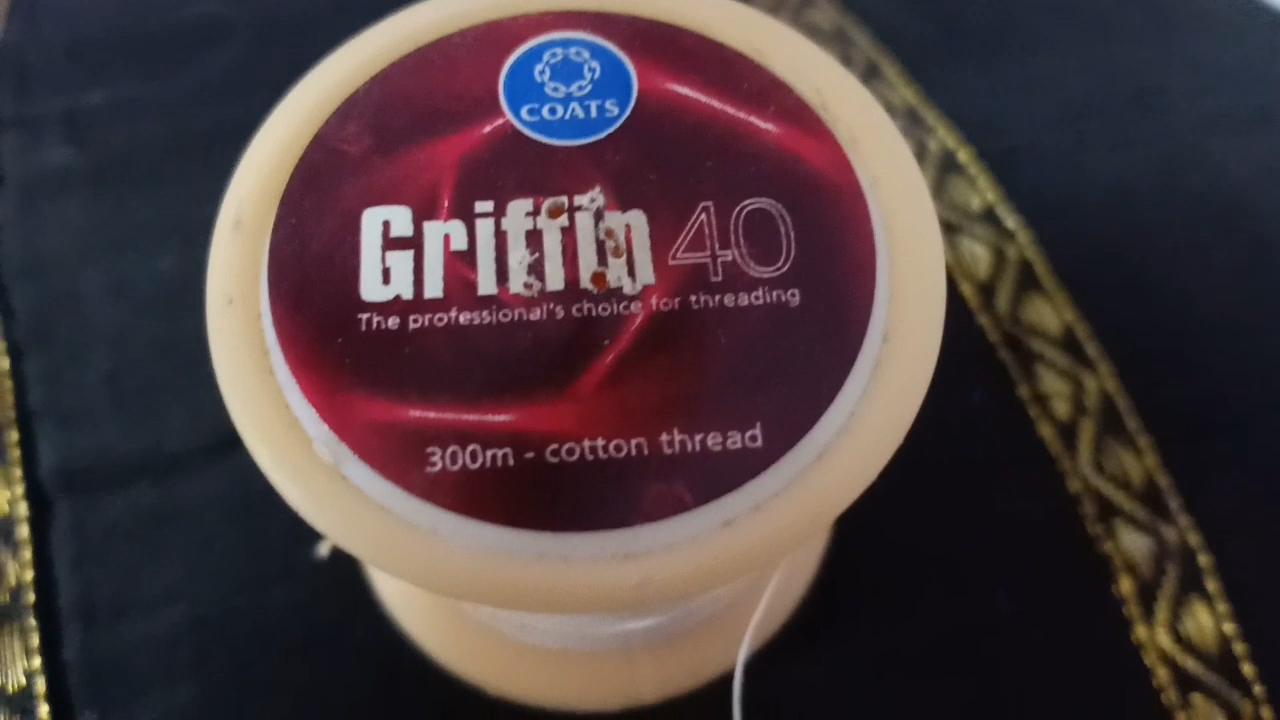 COATS
Griffin 40
The professional's choice for threading
300m - cotton thread